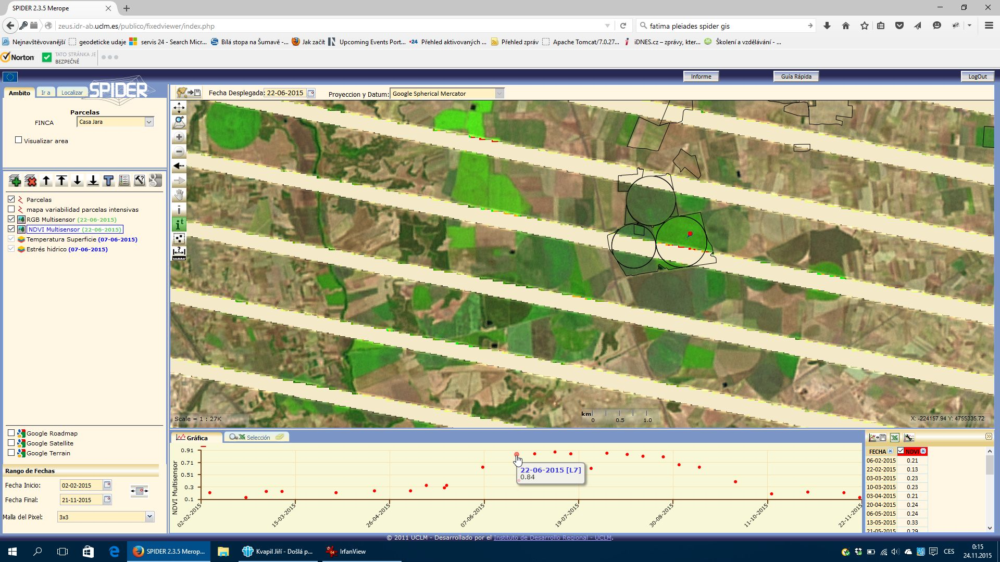 SPIDER 2.3.5 Merope
zeus.idr-ab.uclm.es/publico/fixedviewer/index.php
fatima pleiades spider gis
Nejnavštěvovanější geodeticke udaje servis 24 - Search Micr... Bílá stopa na Šumavě -... Jak začít Upcoming Events Port... Přehled aktivovaných ... Přehled zpráv Apache Tomcat/7.0.27... iDNES.cz – zprávy, kter... Školení a vzdělávání - ...
Norton TATO STRÁNKA JE
BEZPEČNÉ
Informe Guía Rápida LogOut
Ambito Ir a Localizar SPIDER
Fecha Desplegada: 22-06-2015 Proyeccion y Datum: Google Spherical Mercator
Parcelas
FINCA Casa Jara
Visualizar area
Parcelas
mapa variabilidad parcelas intensivas
RGB Multisensor (22-06-2015)
NDVI Multisensor (22-06-2015)
Temperatura Superficie (07-06-2015)
Estrés hidrico (07-06-2015)
Scale = 1 : 27K
km
0 0.5 1.0
X: -224157.94 Y: 4755335.72
Google Roadmap
Google Satellite
Google Terrain
Rango de Fechas
Fecha Inicio: 02-02-2015
Fecha Final: 21-11-2015
Malla del Pixel: 3x3
Gráfica Selección
NDVI Multisensor
0.91
0.71
0.51
0.3
0.1
22-06-2015 [L7]
0.84
02-02-2015 15-03-2015 26-04-2015 07-06-2015 19-07-2015 30-08-2015 11-10-2015 22-11-2015
FECHA NDVI
06-02-2015 0.21
22-02-2015 0.13
03-03-2015 0.23
10-03-2015 0.23
03-04-2015 0.21
20-04-2015 0.24
06-05-2015 0.24
13-05-2015 0.33
21-05-2015 0.29
© 2011 UCLM - Desarrollado por el Instituto de Desarrollo Regional - UCLM.
SPIDER 2.3.5 Merop... Kvapil Jiří - Došlá p... IrfanView
CES
0:15
24.11.2015